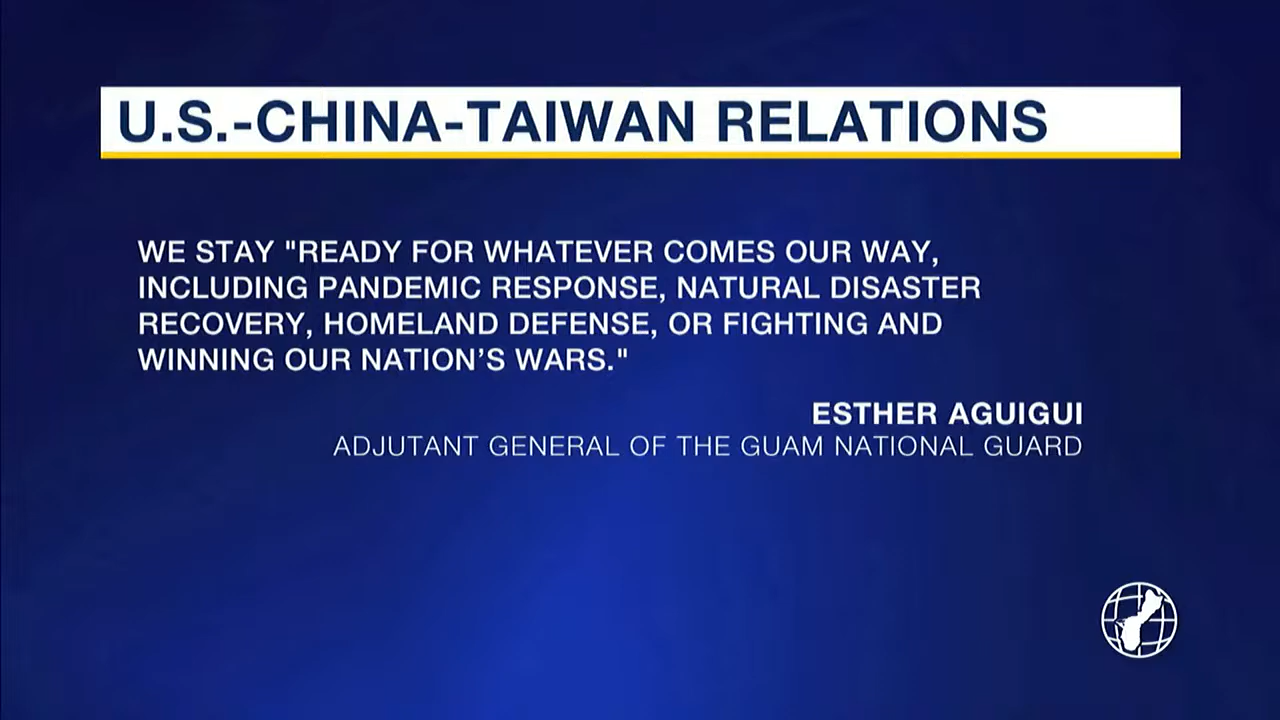 U.S.-CHINA-TAIWAN RELATIONS
WE STAY "READY FOR WHATEVER COMES OUR WAY,
INCLUDING PANDEMIC RESPONSE, NATURAL DISASTER
RECOVERY, HOMELAND DEFENSE, OR FIGHTING AND
WINNING OUR NATION’S WARS."
ESTHER AGUIGUI
ADJUTANT GENERAL OF THE GUAM NATIONAL GUARD